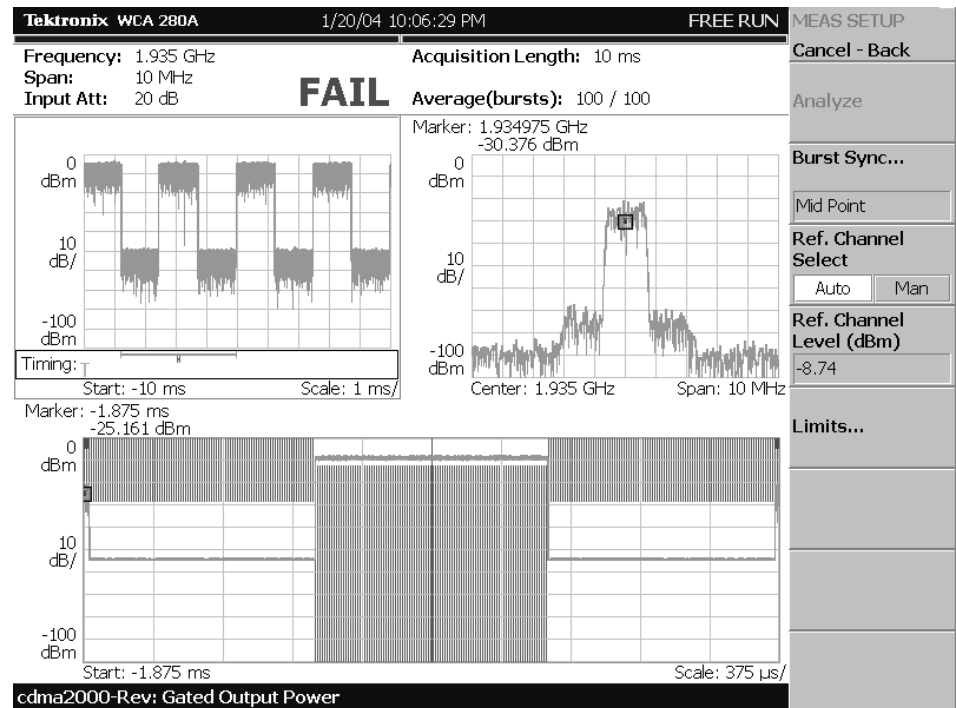 Tektronix WCA 280A 1/20/04 10:06:29 PM FREE RUN
Frequency: 1.935 GHz
Span: 10 MHz
Input Att: 20 dB
FAIL
Acquisition Length: 10 ms
Average(bursts): 100 / 100
0
dBm
10
dB/
-100
dBm
Timing:
T
Start: -10 ms Scale: 1 ms/
Marker: 1.934975 GHz
-30.376 dBm
0
dBm
10
dB/
-100
dBm
Center: 1.935 GHz Span: 10 MHz
Marker: -1.875 ms
-25.161 dBm
0
dBm
10
dB/
-100
dBm
Start: -1.875 ms Scale: 375 µs/
cdma2000-Rev: Gated Output Power
MEAS SETUP
Cancel - Back
Analyze
Burst Sync...
Mid Point
Ref. Channel
Select
Auto Man
Ref. Channel
Level (dBm)
-8.74
Limits...